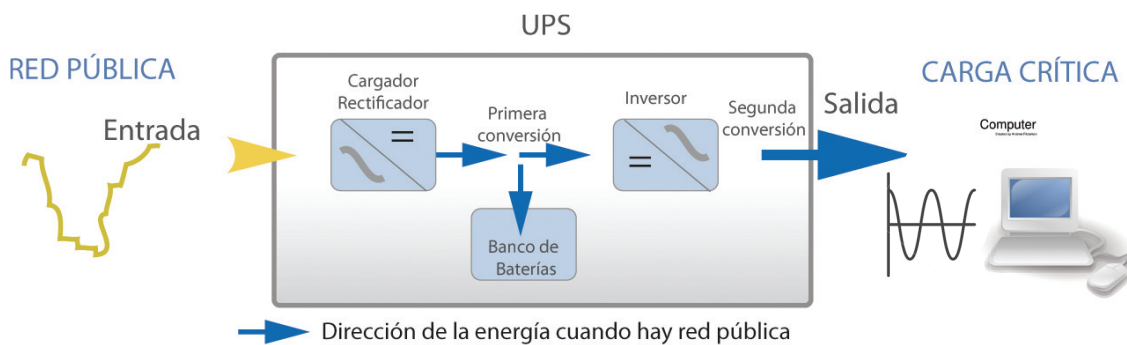 UPS
RED PÚBLICA
Entrada
Cargador
Rectificador
Primera
conversión
Inversor
Segunda
conversión
Salida
CARGA CRÍTICA
Computer
Banco de
Baterías
Dirección de la energía cuando hay red pública